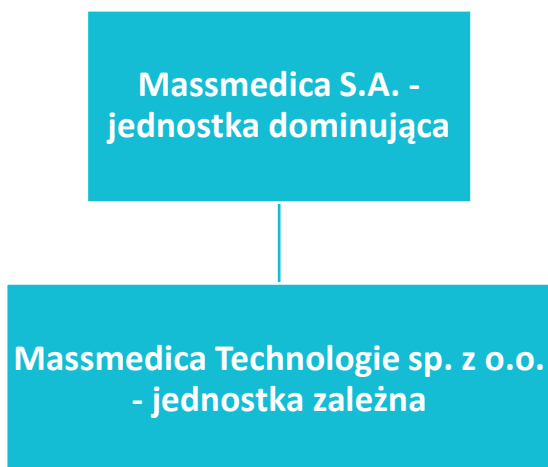 Massmedica S.A. -
jednostka dominująca
Massmedica Technologie sp. z o.o.
- jednostka zależna